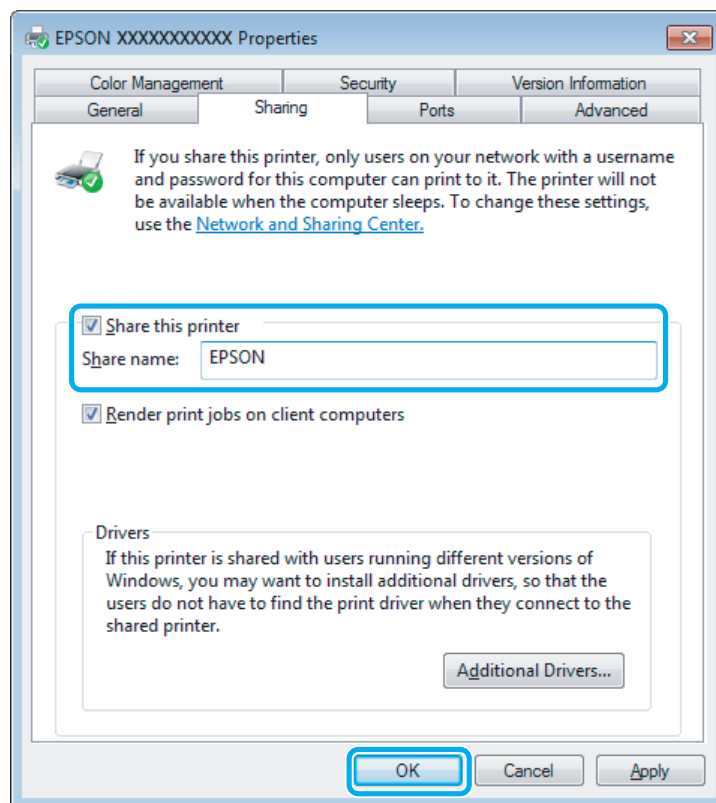 EPSON XXXXXXXXXXX Properties
Color Management Security Version Information
General Sharing Ports Advanced
If you share this printer, only users on your network with a username
and password for this computer can print to it. The printer will not
be available when the computer sleeps. To change these settings,
use the Network and Sharing Center.
Share this printer
Share name: EPSON
Render print jobs on client computers
Drivers
If this printer is shared with users running different versions of
Windows, you may want to install additional drivers, so that the
users do not have to find the print driver when they connect to the
shared printer.
Additional Drivers...
OK Cancel Apply